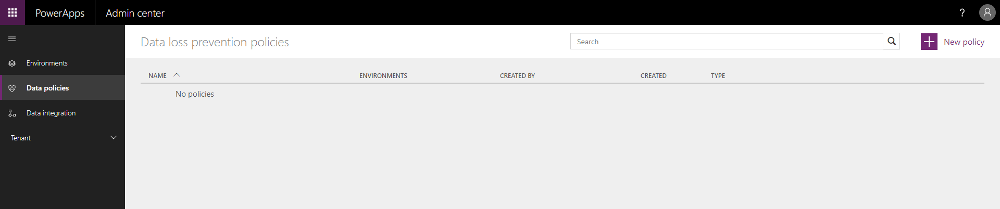 PowerApps Admin center ?
Data loss prevention policies Search New policy
Environments
Data policies
Data integration
Tenant
NAME ENVIRONMENTS CREATED BY CREATED TYPE
No policies